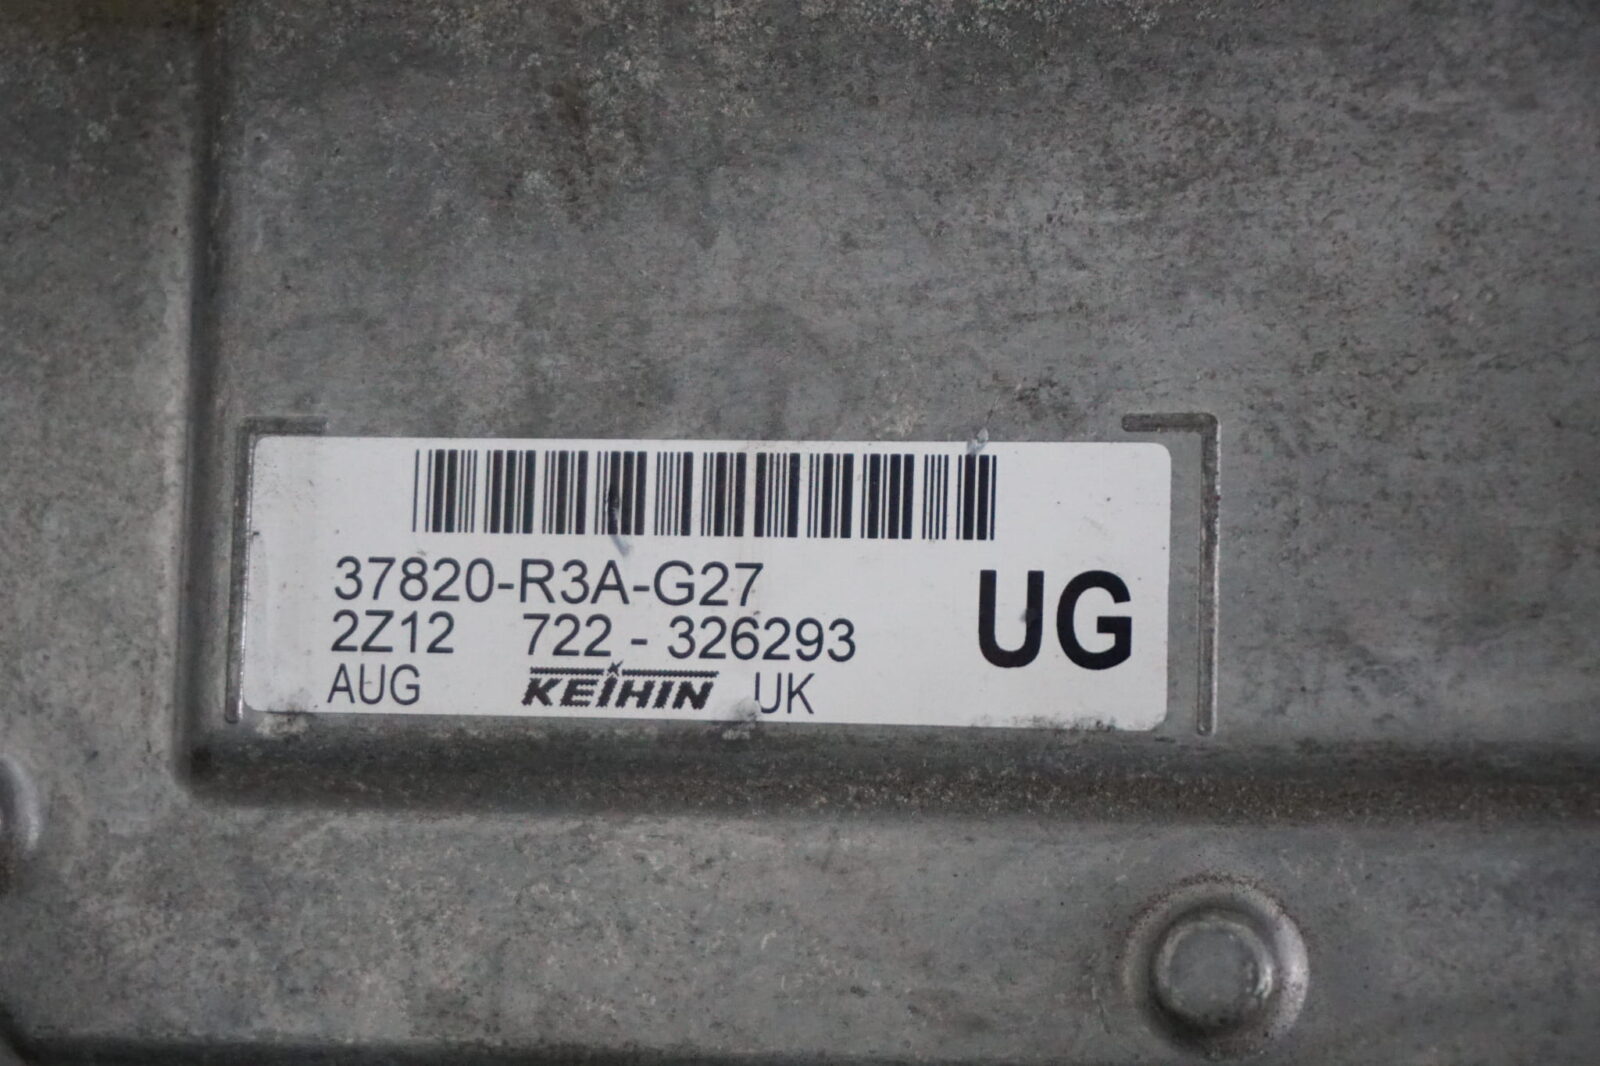 37820-R3A-G27
2Z12 722 - 326293
UG
AUG KEIHIN UK